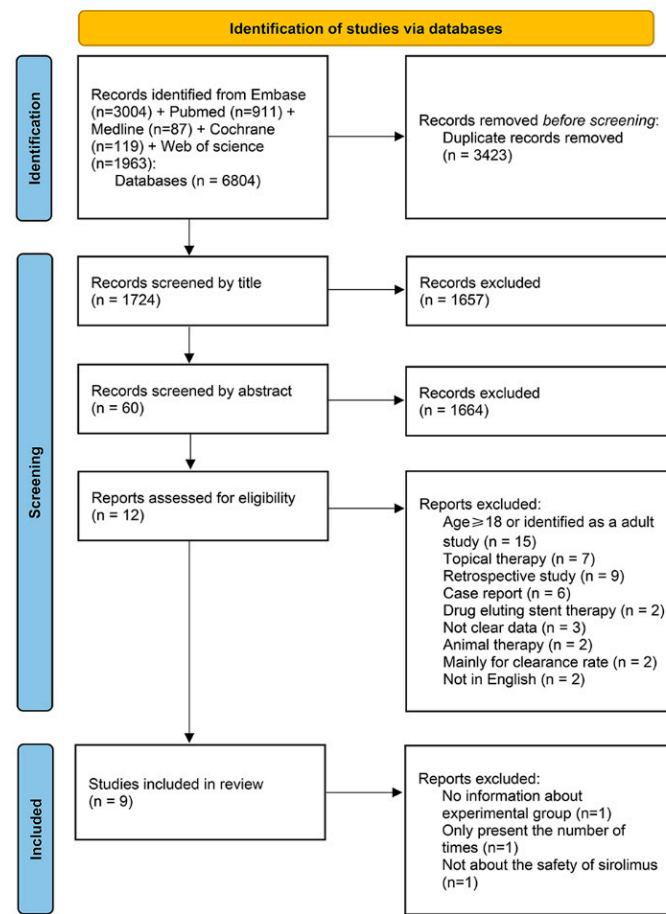 Identification of studies via databases
Identification
Records identified from Embase
(n=3004) + Pubmed (n=911) +
Medline (n=87) + Cochrane
(n=119) + Web of science
(n=1963):
Databases (n = 6804)
Records removed before screening:
Duplicate records removed
(n = 3423)
Screening
Records screened by title
(n = 1724)
Records excluded
(n = 1657)
Records screened by abstract
(n = 60)
Records excluded
(n = 1664)
Reports assessed for eligibility
(n = 12)
Reports excluded:
Age≥18 or identified as a adult
study (n = 15)
Topical therapy (n = 7)
Retrospective study (n = 9)
Case report (n = 6)
Drug eluting stent therapy (n = 2)
Not clear data (n = 3)
Animal therapy (n = 2)
Mainly for clearance rate (n = 2)
Not in English (n = 2)
Included
Studies included in review
(n = 9)
Reports excluded:
No information about
experimental group (n=1)
Only present the number of
times (n=1)
Not about the safety of sirolimus
(n=1)